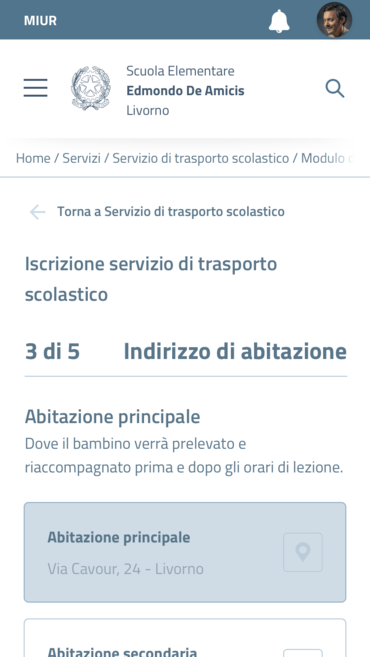 MIUR
Scuola Elementare
Edmondo De Amicis
Livorno
Home / Servizi / Servizio di trasporto scolastico / Modulo
Torna a Servizio di trasporto scolastico
Iscrizione servizio di trasporto
scolastico
3 di 5 Indirizzo di abitazione
Abitazione principale
Dove il bambino verrà prelevato e
riaccompagnato prima e dopo gli orari di lezione.
Abitazione principale
Via Cavour, 24 - Livorno
Abitazione secondaria